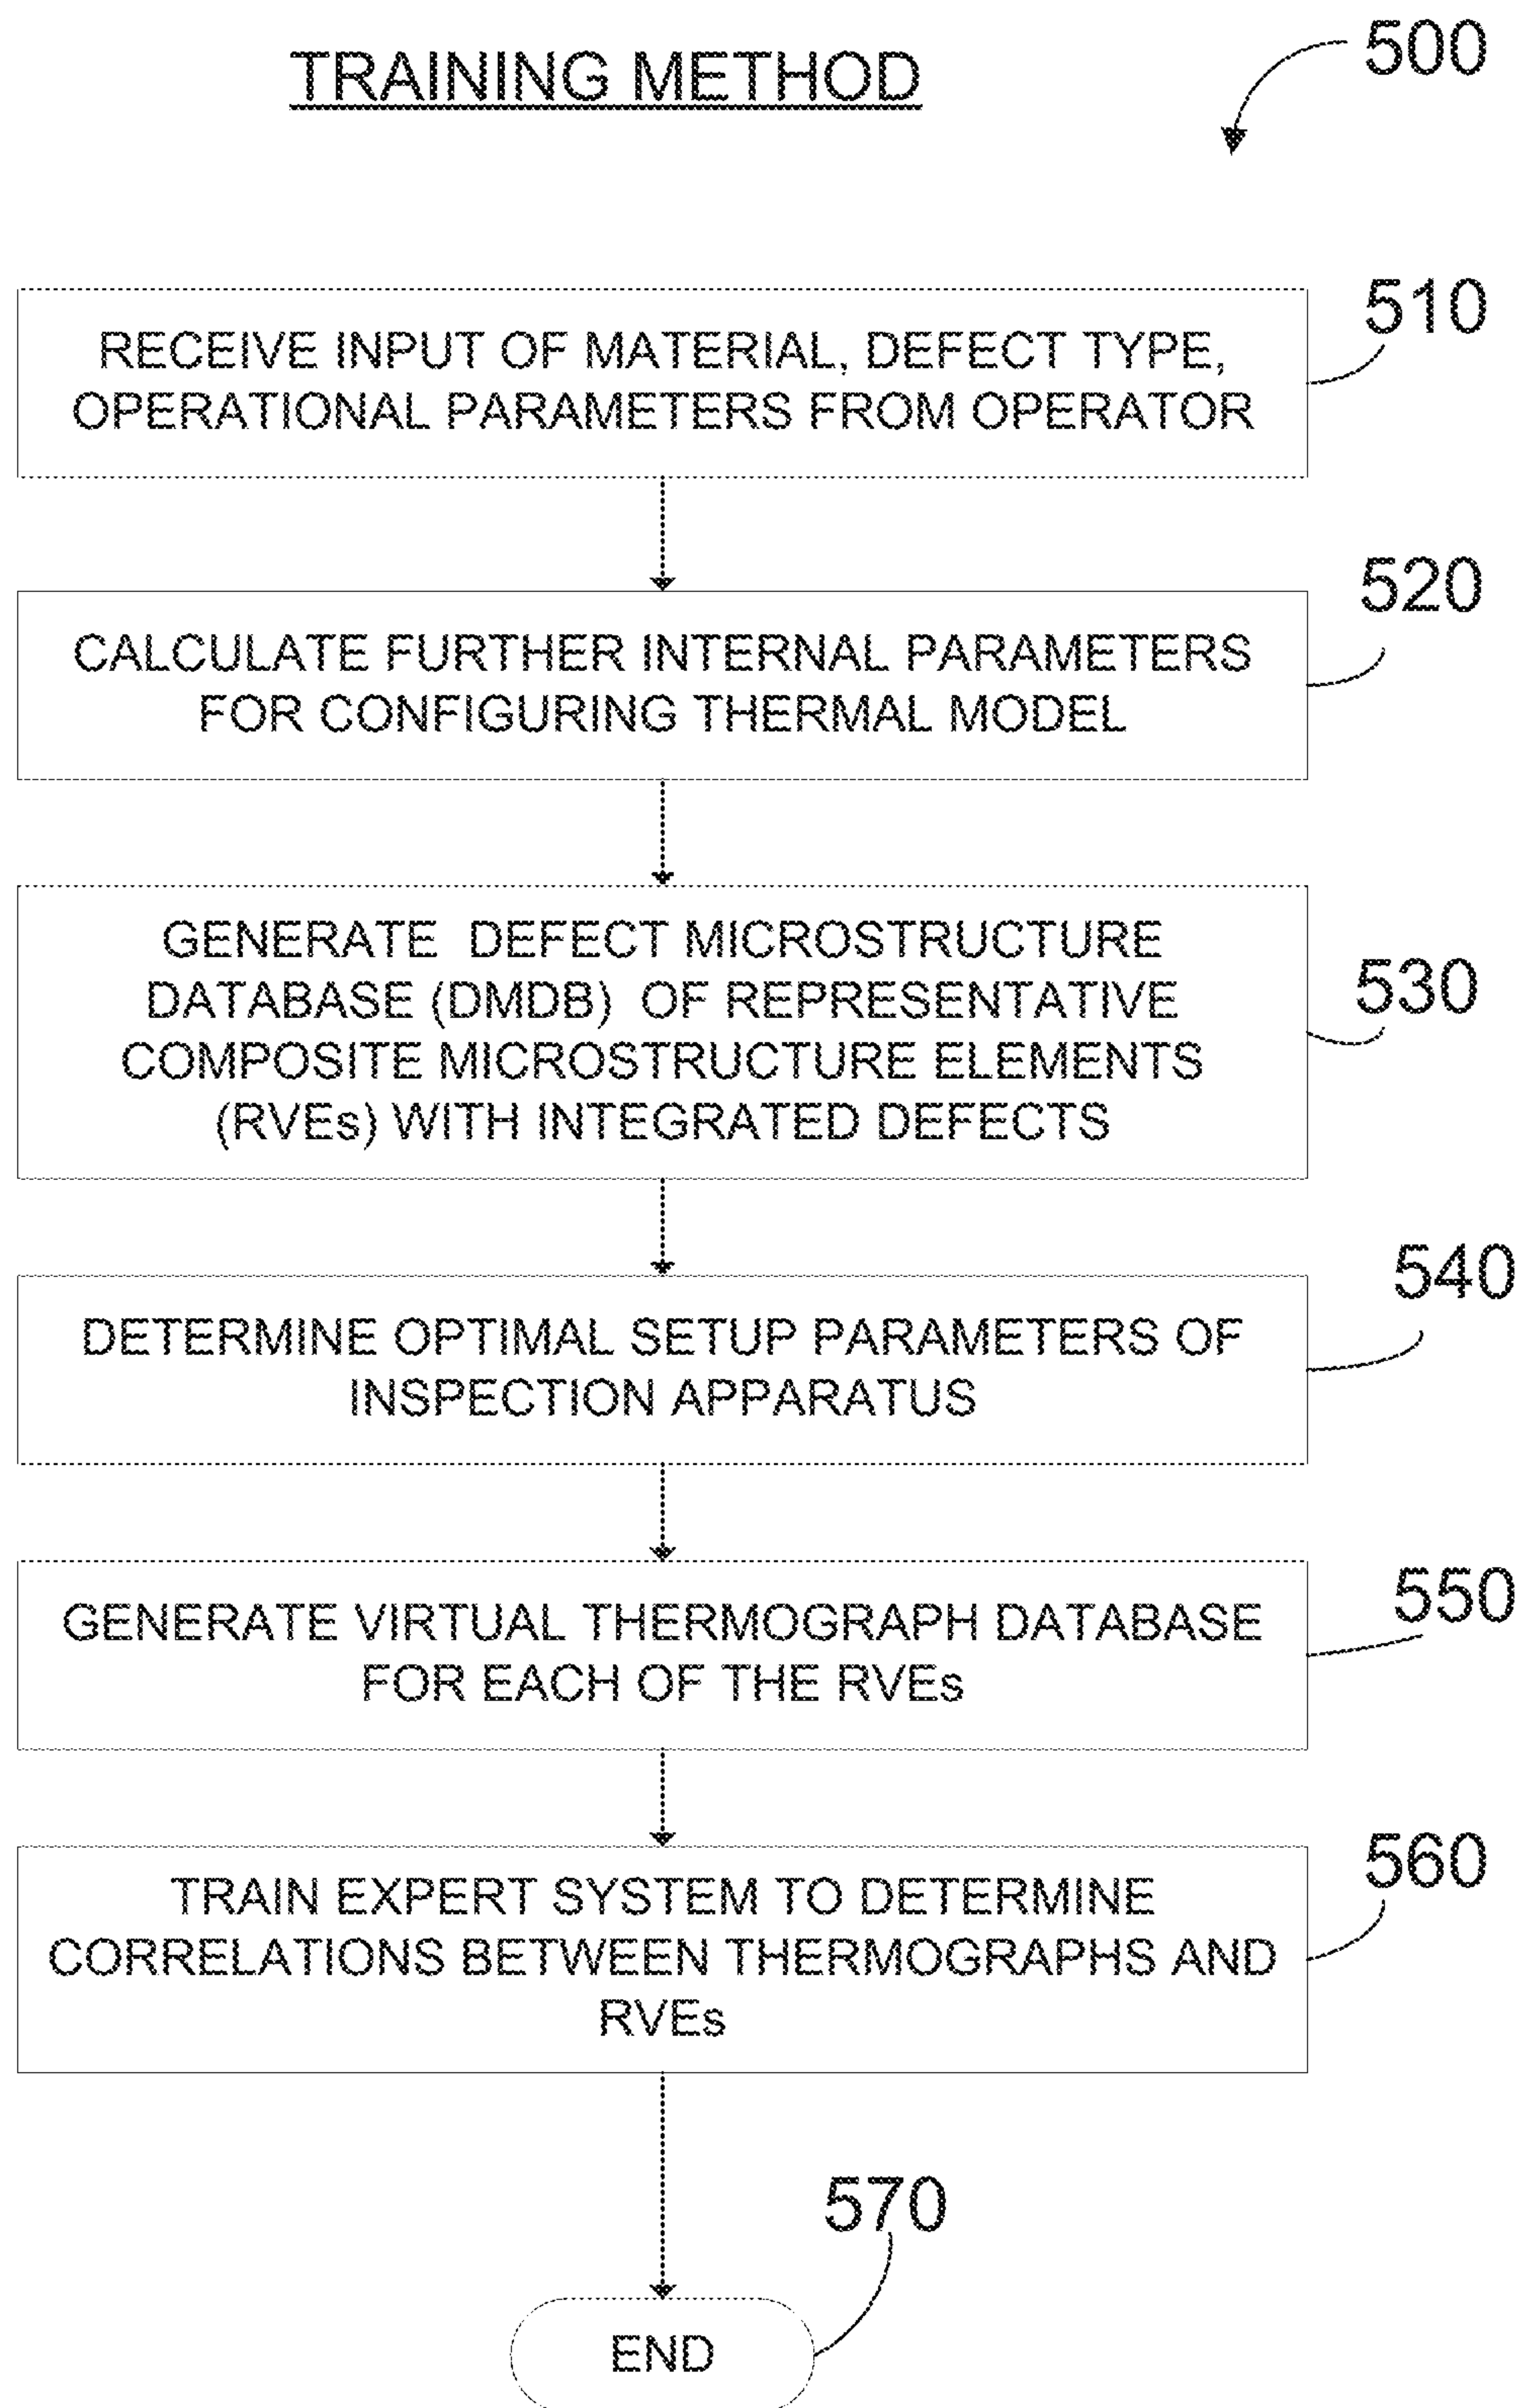 TRAINING METHOD
500
510
RECEIVE INPUT OF MATERIAL, DEFECT TYPE,
OPERATIONAL PARAMETERS FROM OPERATOR
520
CALCULATE FURTHER INTERNAL PARAMETERS
FOR CONFIGURING THERMAL MODEL
530
GENERATE DEFECT MICROSTRUCTURE
DATABASE (DMDB) OF REPRESENTATIVE
COMPOSITE MICROSTRUCTURE ELEMENTS
(RVEs) WITH INTEGRATED DEFECTS
540
DETERMINE OPTIMAL SETUP PARAMETERS OF
INSPECTION APPARATUS
550
GENERATE VIRTUAL THERMOGRAPH DATABASE
FOR EACH OF THE RVEs
560
TRAIN EXPERT SYSTEM TO DETERMINE
CORRELATIONS BETWEEN THERMOGRAPHS AND
RVEs
570
END